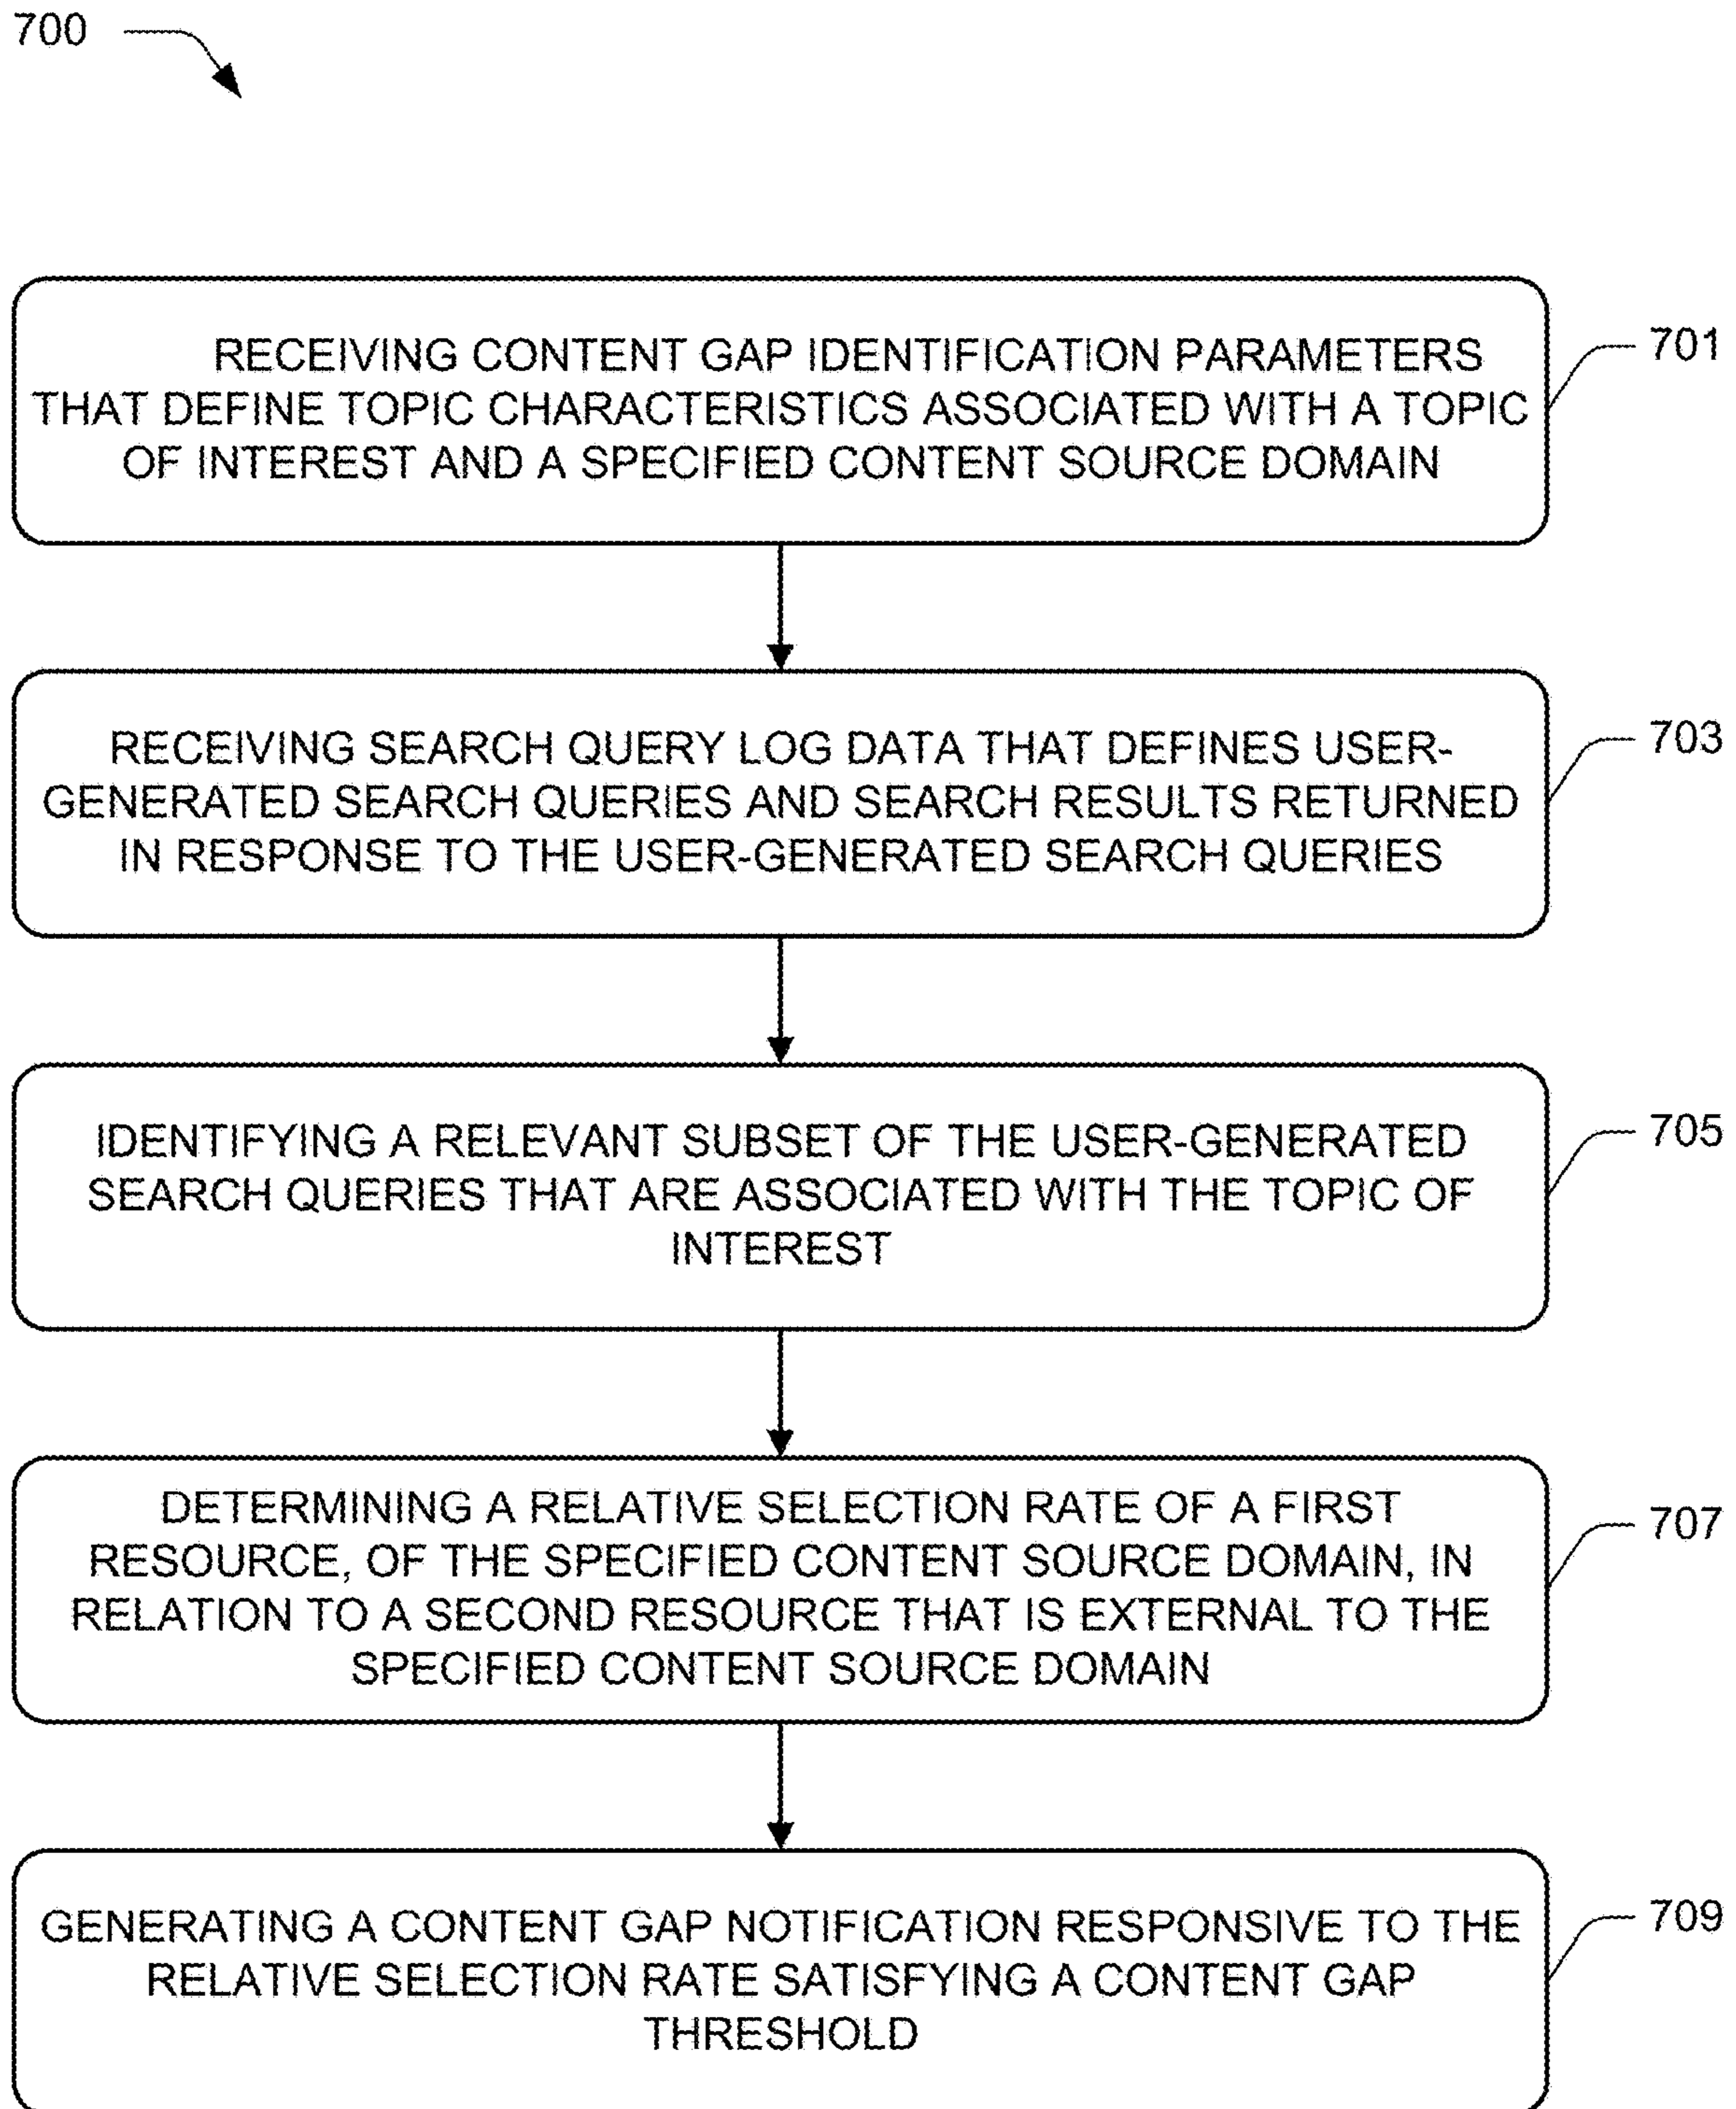 700
RECEIVING CONTENT GAP IDENTIFICATION PARAMETERS
THAT DEFINE TOPIC CHARACTERISTICS ASSOCIATED WITH A TOPIC
OF INTEREST AND A SPECIFIED CONTENT SOURCE DOMAIN
701
RECEIVING SEARCH QUERY LOG DATA THAT DEFINES USER-
GENERATED SEARCH QUERIES AND SEARCH RESULTS RETURNED
IN RESPONSE TO THE USER-GENERATED SEARCH QUERIES
703
IDENTIFYING A RELEVANT SUBSET OF THE USER-GENERATED
SEARCH QUERIES THAT ARE ASSOCIATED WITH THE TOPIC OF
INTEREST
705
DETERMINING A RELATIVE SELECTION RATE OF A FIRST
RESOURCE, OF THE SPECIFIED CONTENT SOURCE DOMAIN, IN
RELATION TO A SECOND RESOURCE THAT IS EXTERNAL TO THE
SPECIFIED CONTENT SOURCE DOMAIN
707
GENERATING A CONTENT GAP NOTIFICATION RESPONSIVE TO THE
RELATIVE SELECTION RATE SATISFYING A CONTENT GAP
THRESHOLD
709